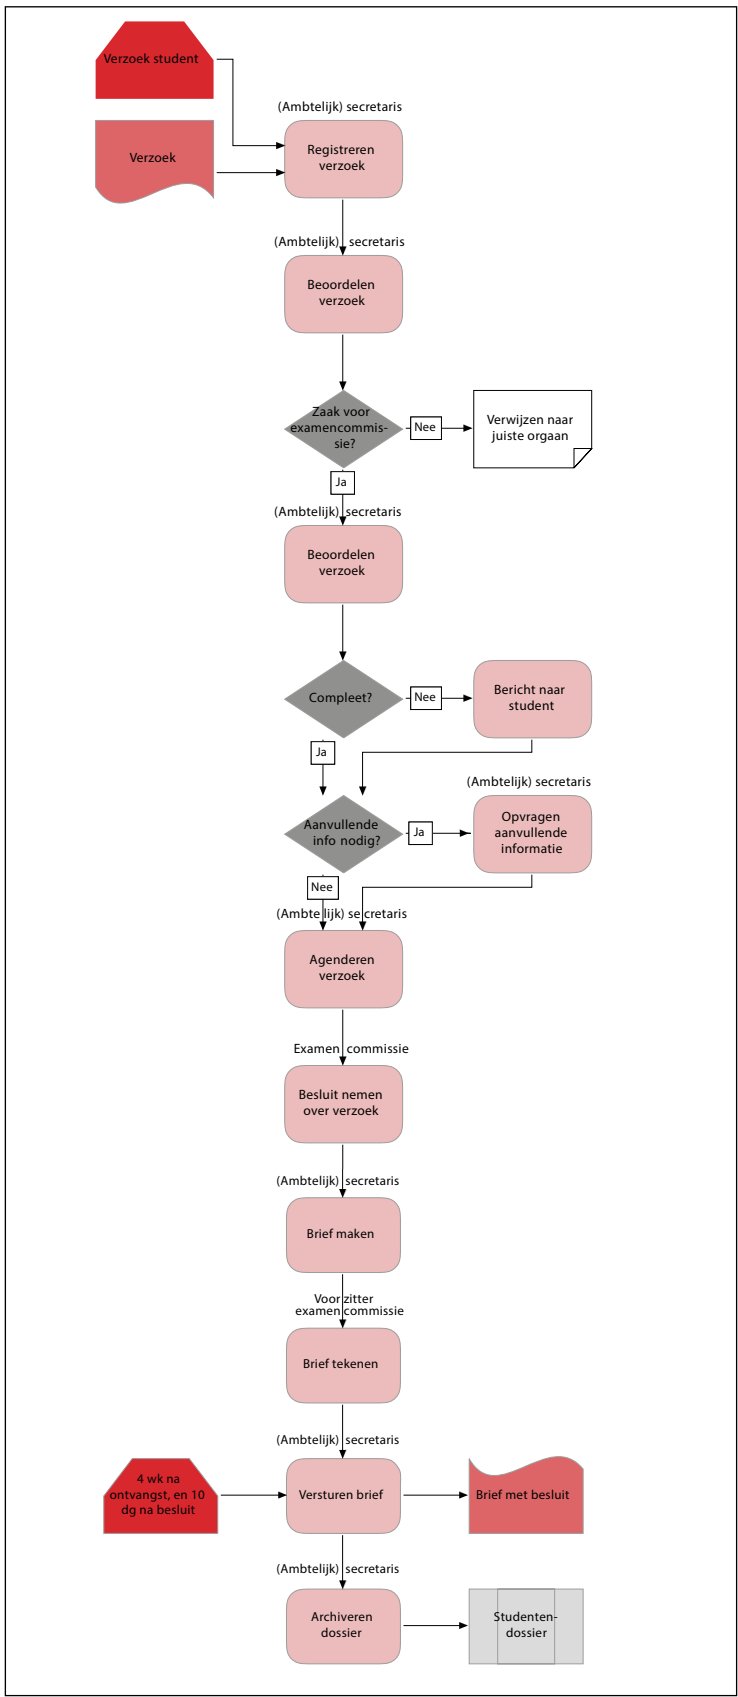 Verzoek student
(Ambtelijk) secretaris
Verzoek
Registreren
verzoek
(Ambtelijk) secretaris
Beoordelen
verzoek
Zaak voor
examencommis-
sie?
Nee
Verwijzen naar
juiste orgaan
Ja
(Ambtelijk) secretaris
Beoordelen
verzoek
Compleet?
Nee
Bericht naar
student
Ja
(Ambtelijk) secretaris
Aanvullende
info nodig?
Ja
Opvragen
aanvullende
informatie
Nee
(Ambtelijk) secretaris
Agenderen
verzoek
Examen commissie
Besluit nemen
over verzoek
(Ambtelijk) secretaris
Brief maken
Voorzitter
examen commissie
Brief tekenen
(Ambtelijk) secretaris
4 wk na
ontvangst, en 10
dg na besluit
Versturen brief
Brief met besluit
(Ambtelijk) secretaris
Archiveren
dossier
Studenten-
dossier